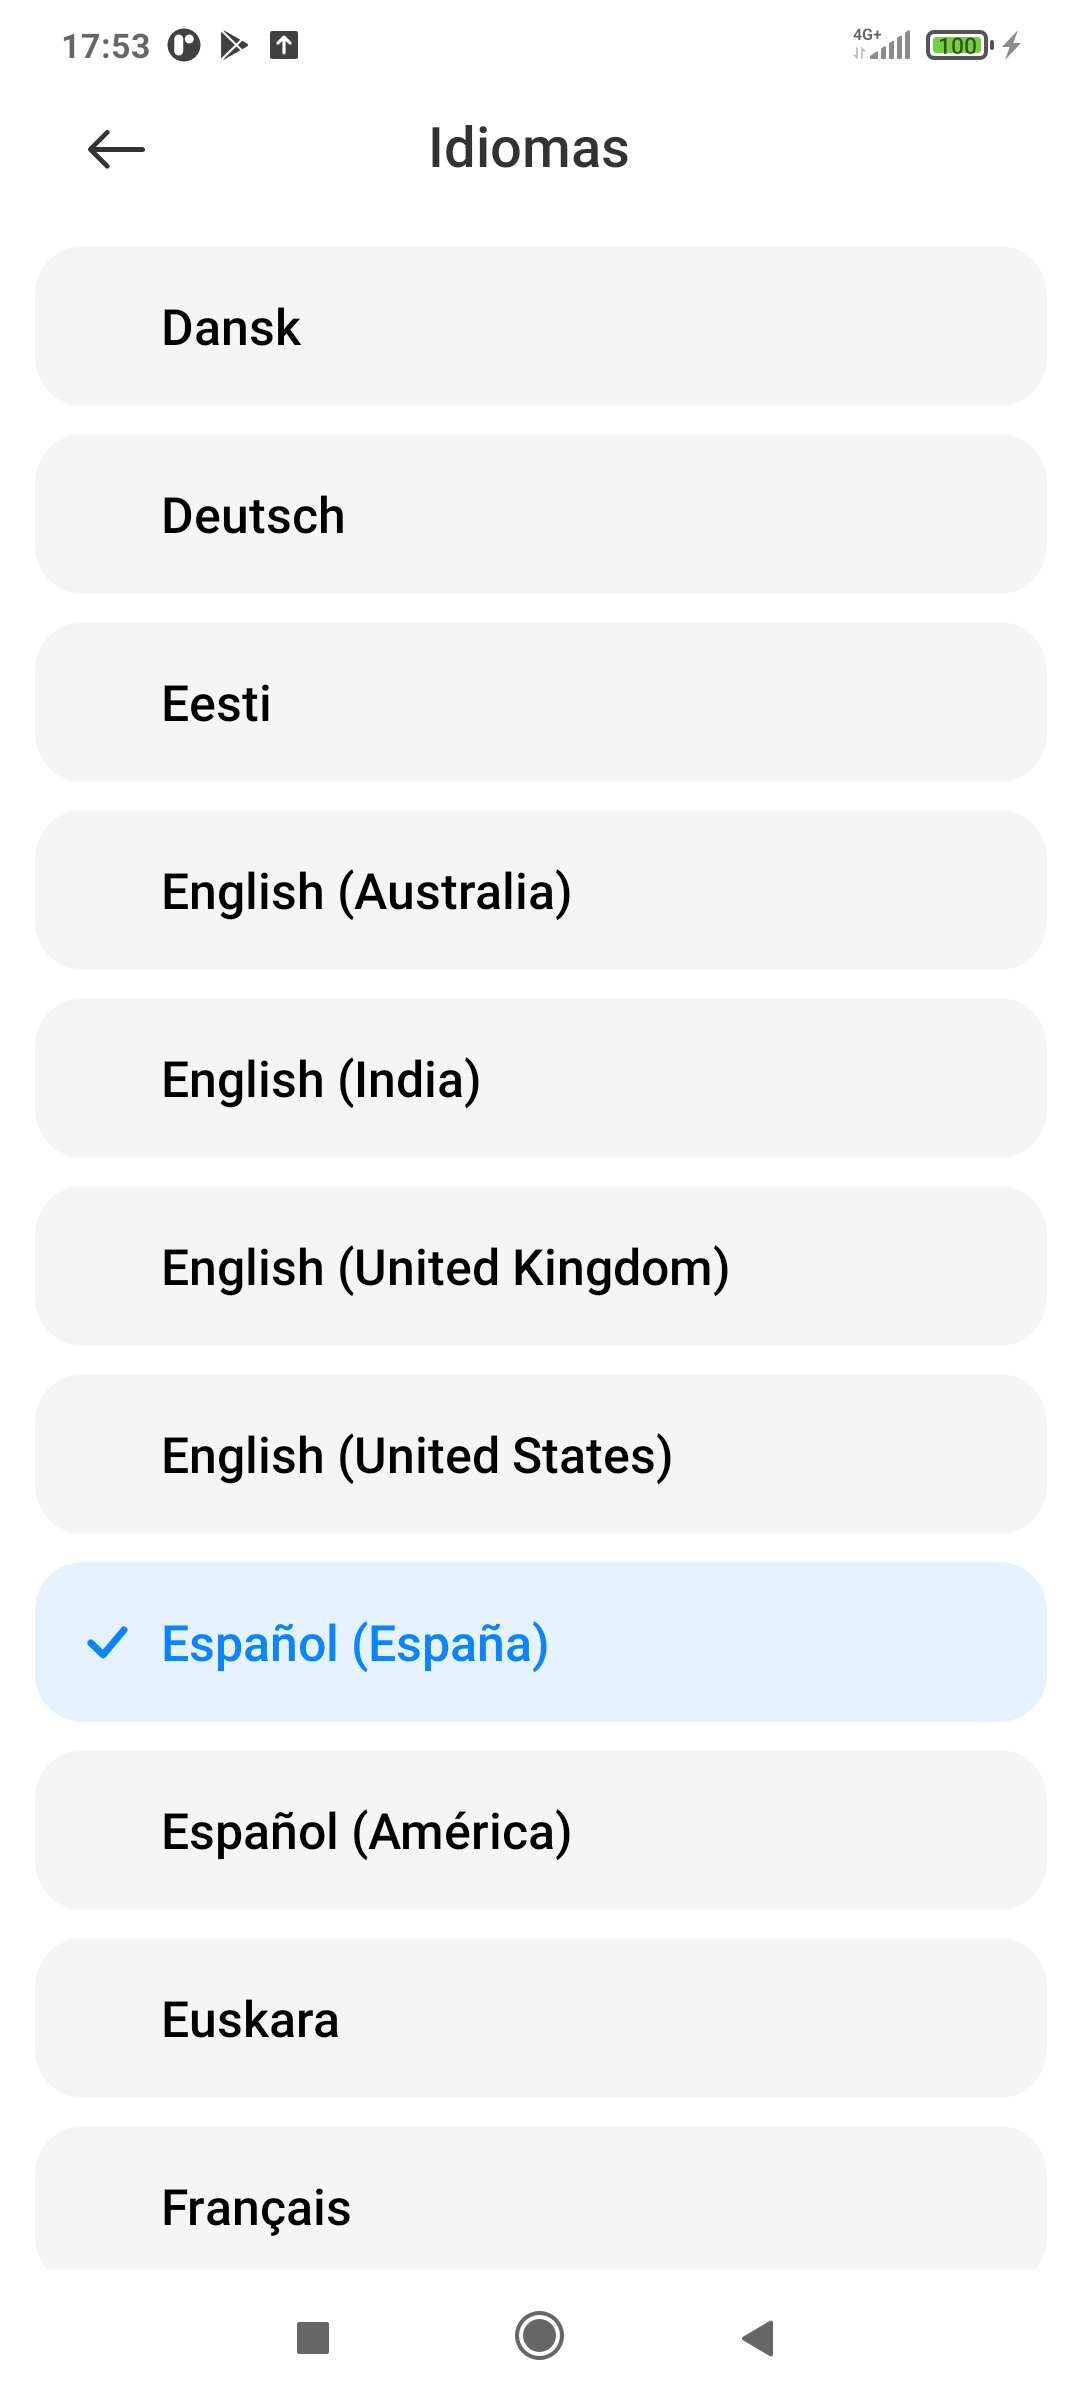 17:53
4G+
100
Idiomas
Dansk
Deutsch
Eesti
English (Australia)
English (India)
English (United Kingdom)
English (United States)
Español (España)
Español (América)
Euskara
Français